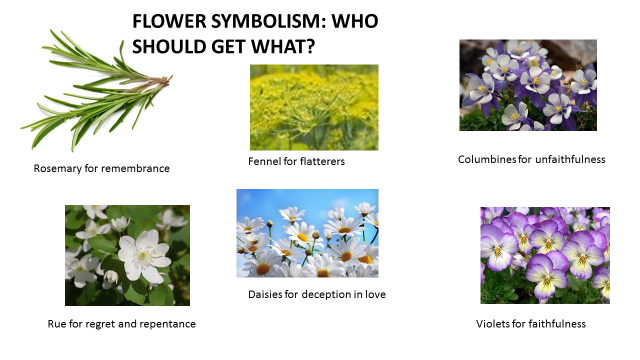 FLOWER SYMBOLISM: WHO
SHOULD GET WHAT?
Rosemary for remembrance
Fennel for flatterers
Columbines for unfaithfulness
Rue for regret and repentance
Daisies for deception in love
Violets for faithfulness